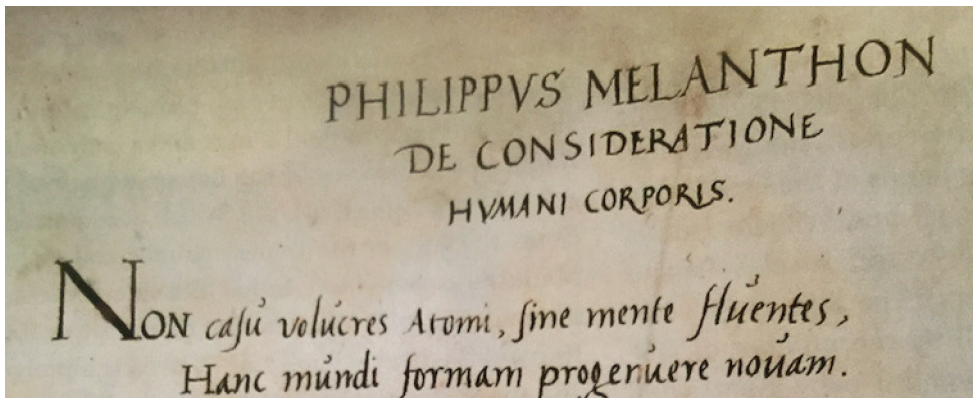 PHILIPPVS MELANTHON
DE CONSIDERATIONE
HVMANI CORPORIS.
NON caſu volucres Atomi, ſine mente fluentes,
Hanc mundi formam progenuere nouam.